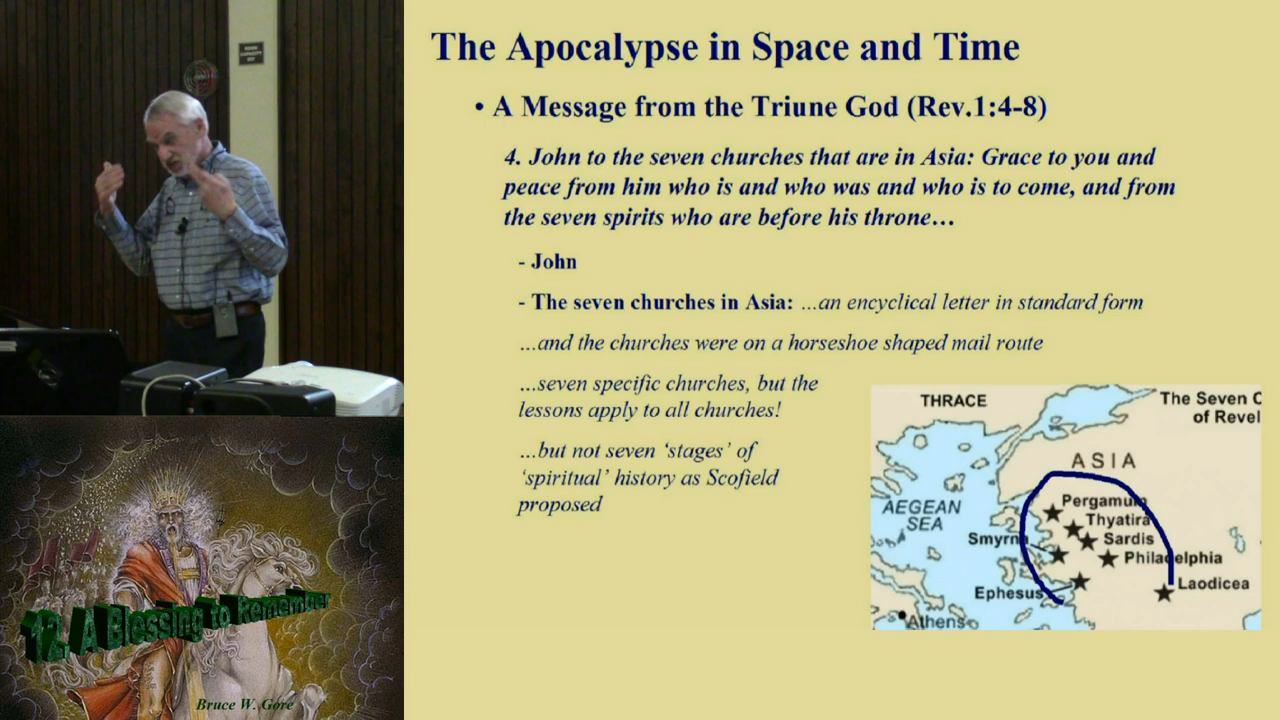 The Apocalypse in Space and Time
• A Message from the Triune God (Rev.1:4-8)
4. John to the seven churches that are in Asia: Grace to you and
peace from him who is and who was and who is to come, and from
the seven spirits who are before his throne…
- John
- The seven churches in Asia: …an encyclical letter in standard form
…and the churches were on a horseshoe shaped mail route
…seven specific churches, but the
lessons apply to all churches!
…but not seven ‘stages’ of
‘spiritual’ history as Scofield
proposed
THRACE
The Seven C
of Revel
ASIA
AEGEAN
SEA
Pergamum
Thyatira
Smyrna
Sardis
Philadelphia
Laodicea
Ephesus
Athens
12. A Blessing to Remember
Bruce W. Gore